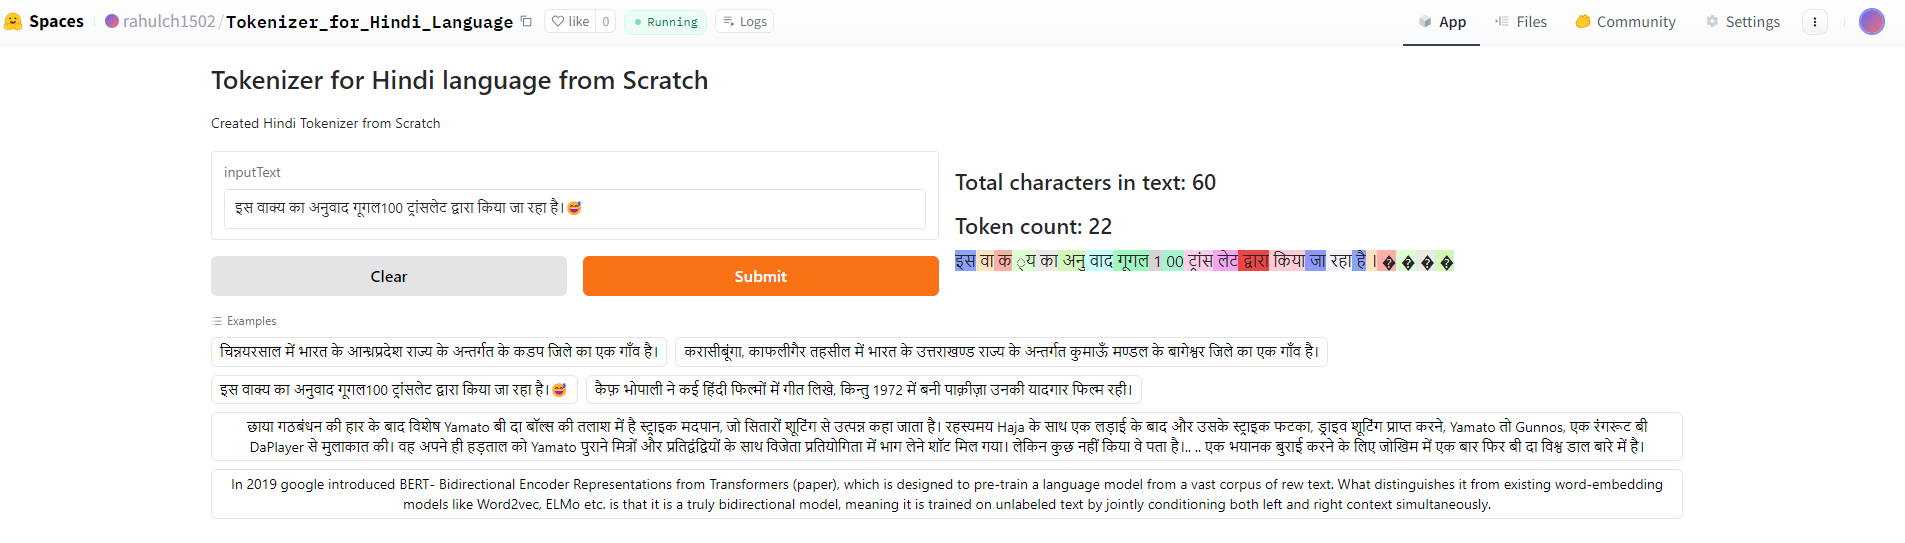 Spaces rahulch1502/Tokenizer_for_Hindi_Language like 0 Running Logs App Files Community Settings
Tokenizer for Hindi language from Scratch
Created Hindi Tokenizer from Scratch
inputText
इस वाक्य का अनुवाद गूगल100 ट्रांसलेट द्वारा किया जा रहा है।😅
Clear Submit
Total characters in text: 60
Token count: 22
इस वा क ्य का अनु वाद गूगल 1 00 ट्रांस लेट द्वारा किया जा रहा है । � � � �
Examples
चिन्नयरसाल में भारत के आन्ध्रप्रदेश राज्य के अन्तर्गत के कडप जिले का एक गाँव है।
करासीबूंगा, काफलीगैर तहसील में भारत के उत्तराखण्ड राज्य के अन्तर्गत कुमाऊँ मण्डल के बागेश्वर जिले का एक गाँव है।
इस वाक्य का अनुवाद गूगल100 ट्रांसलेट द्वारा किया जा रहा है।😅
कैफ़ भोपाली ने कई हिंदी फिल्मों में गीत लिखे, किन्तु 1972 में बनी पाक़ीज़ा उनकी यादगार फिल्म रही।
छाया गठबंधन की हार के बाद विशेष Yamato बी दा बॉल्स की तलाश में है स्ट्राइक मदपान, जो सितारों शूटिंग से उत्पन्न कहा जाता है। रहस्यमय Haja के साथ एक लड़ाई के बाद और उसके स्ट्राइक फटका, ड्राइव शूटिंग प्राप्त करने, Yamato तो Gunnos, एक रंगरूट बी
DaPlayer से मुलाकात की। वह अपने ही हड़ताल को Yamato पुराने मित्रों और प्रतिद्वंद्वियों के साथ विजेता प्रतियोगिता में भाग लेने शॉट मिल गया। लेकिन कुछ नहीं किया वे पता है।.. .. एक भयानक बुराई करने के लिए जोखिम में एक बार फिर बी दा विश्व डाल बारे में है।
In 2019 google introduced BERT- Bidirectional Encoder Representations from Transformers (paper), which is designed to pre-train a language model from a vast corpus of rew text. What distinguishes it from existing word-embedding
models like Word2vec, ELMo etc. is that it is a truly bidirectional model, meaning it is trained on unlabeled text by jointly conditioning both left and right context simultaneously.